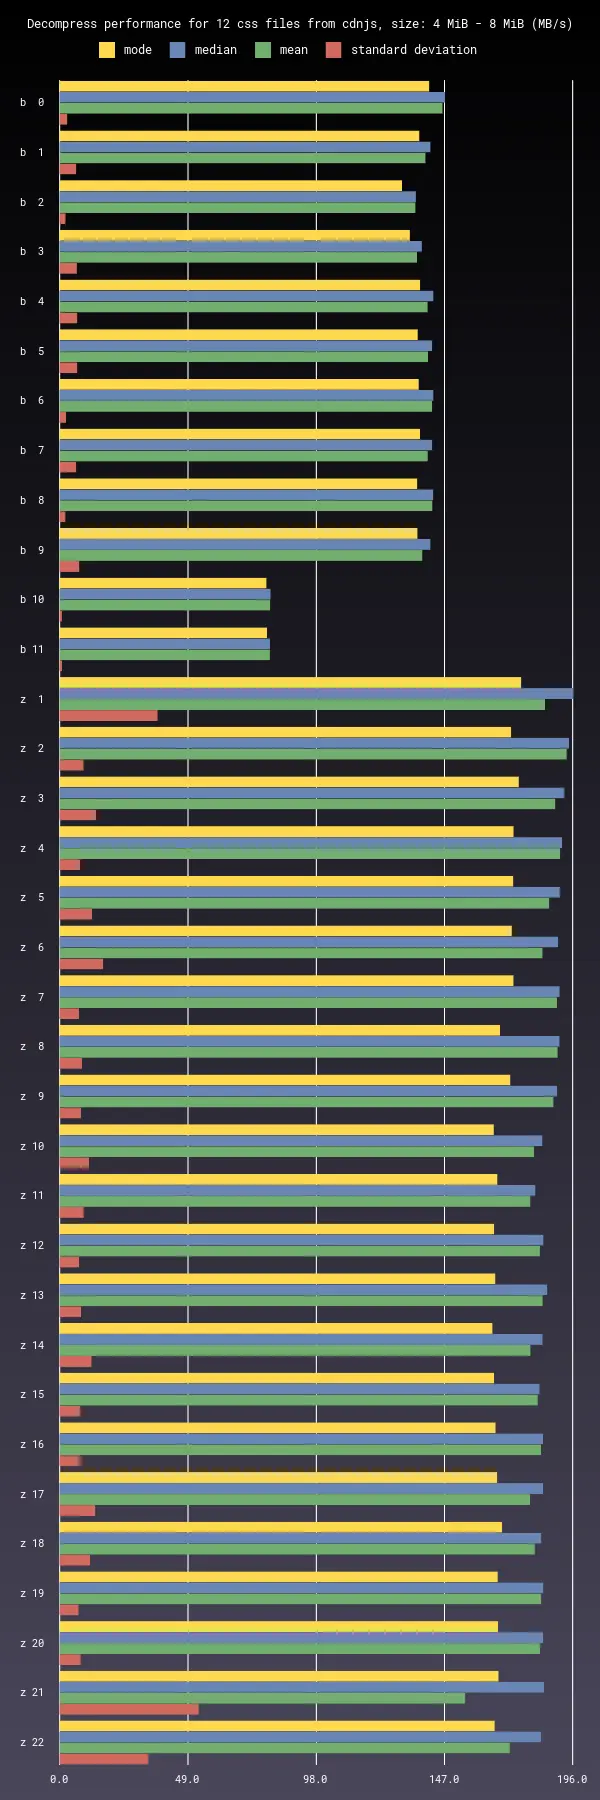 Decompress performance for 12 css files from cdnjs, size: 4 MiB - 8 MiB (MB/s)
mode median mean standard deviation
b 0
b 1
b 2
b 3
b 4
b 5
b 6
b 7
b 8
b 9
b 10
b 11
z 1
z 2
z 3
z 4
z 5
z 6
z 7
z 8
z 9
z 10
z 11
z 12
z 13
z 14
z 15
z 16
z 17
z 18
z 19
z 20
z 21
z 22
0.0 49.0 98.0 147.0 196.0